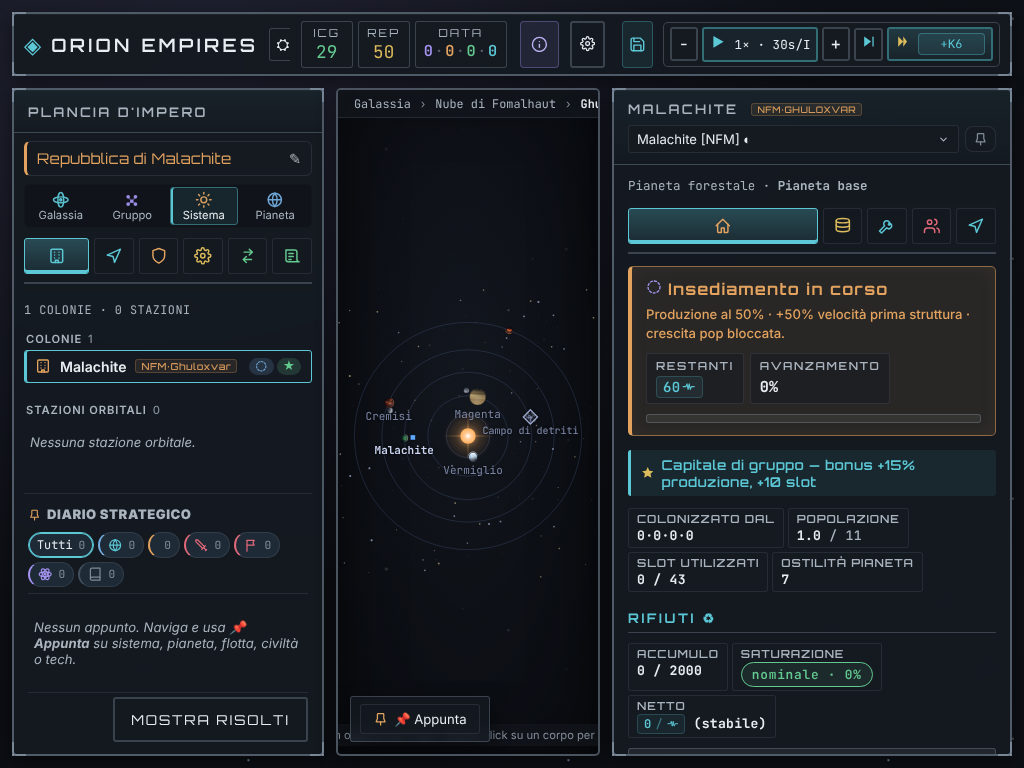 ORION EMPIRES
ICG
29
REP
50
DATA
0·0·0·0
-
1× · 30s/I
+
+K6
PLANCIA D'IMPERO
Repubblica di Malachite
Galassia
Gruppo
Sistema
Pianeta
1 COLONIE · 0 STAZIONI
COLONIE 1
Malachite NFM·Ghuloxvar
STAZIONI ORBITALI 0
Nessuna stazione orbitale.
DIARIO STRATEGICO
Tutti 0
0
0
0
0
0
0
Nessun appunto. Naviga e usa 📌
Appunta su sistema, pianeta, flotta, civiltà
o tech.
MOSTRA RISOLTI
Galassia › Nube di Fomalhaut ›
Cremisi
Magenta
Campo di detriti
Malachite
Vermiglio
📌 Appunta
click su un corpo per
MALACHITE NFM·GHULOXVAR
Malachite [NFM]
Pianeta forestale · Pianeta base
Insediamento in corso
Produzione al 50% · +50% velocità prima struttura ·
crescita pop bloccata.
RESTANTI
60
AVANZAMENTO
0%
★ Capitale di gruppo — bonus +15%
produzione, +10 slot
COLONIZZATO DAL
0·0·0·0
POPOLAZIONE
1.0 / 11
SLOT UTILIZZATI
0 / 43
OSTILITÀ PIANETA
7
RIFIUTI ♻
ACCUMULO
0 / 2000
SATURAZIONE
nominale · 0%
NETTO
0 / (stabile)